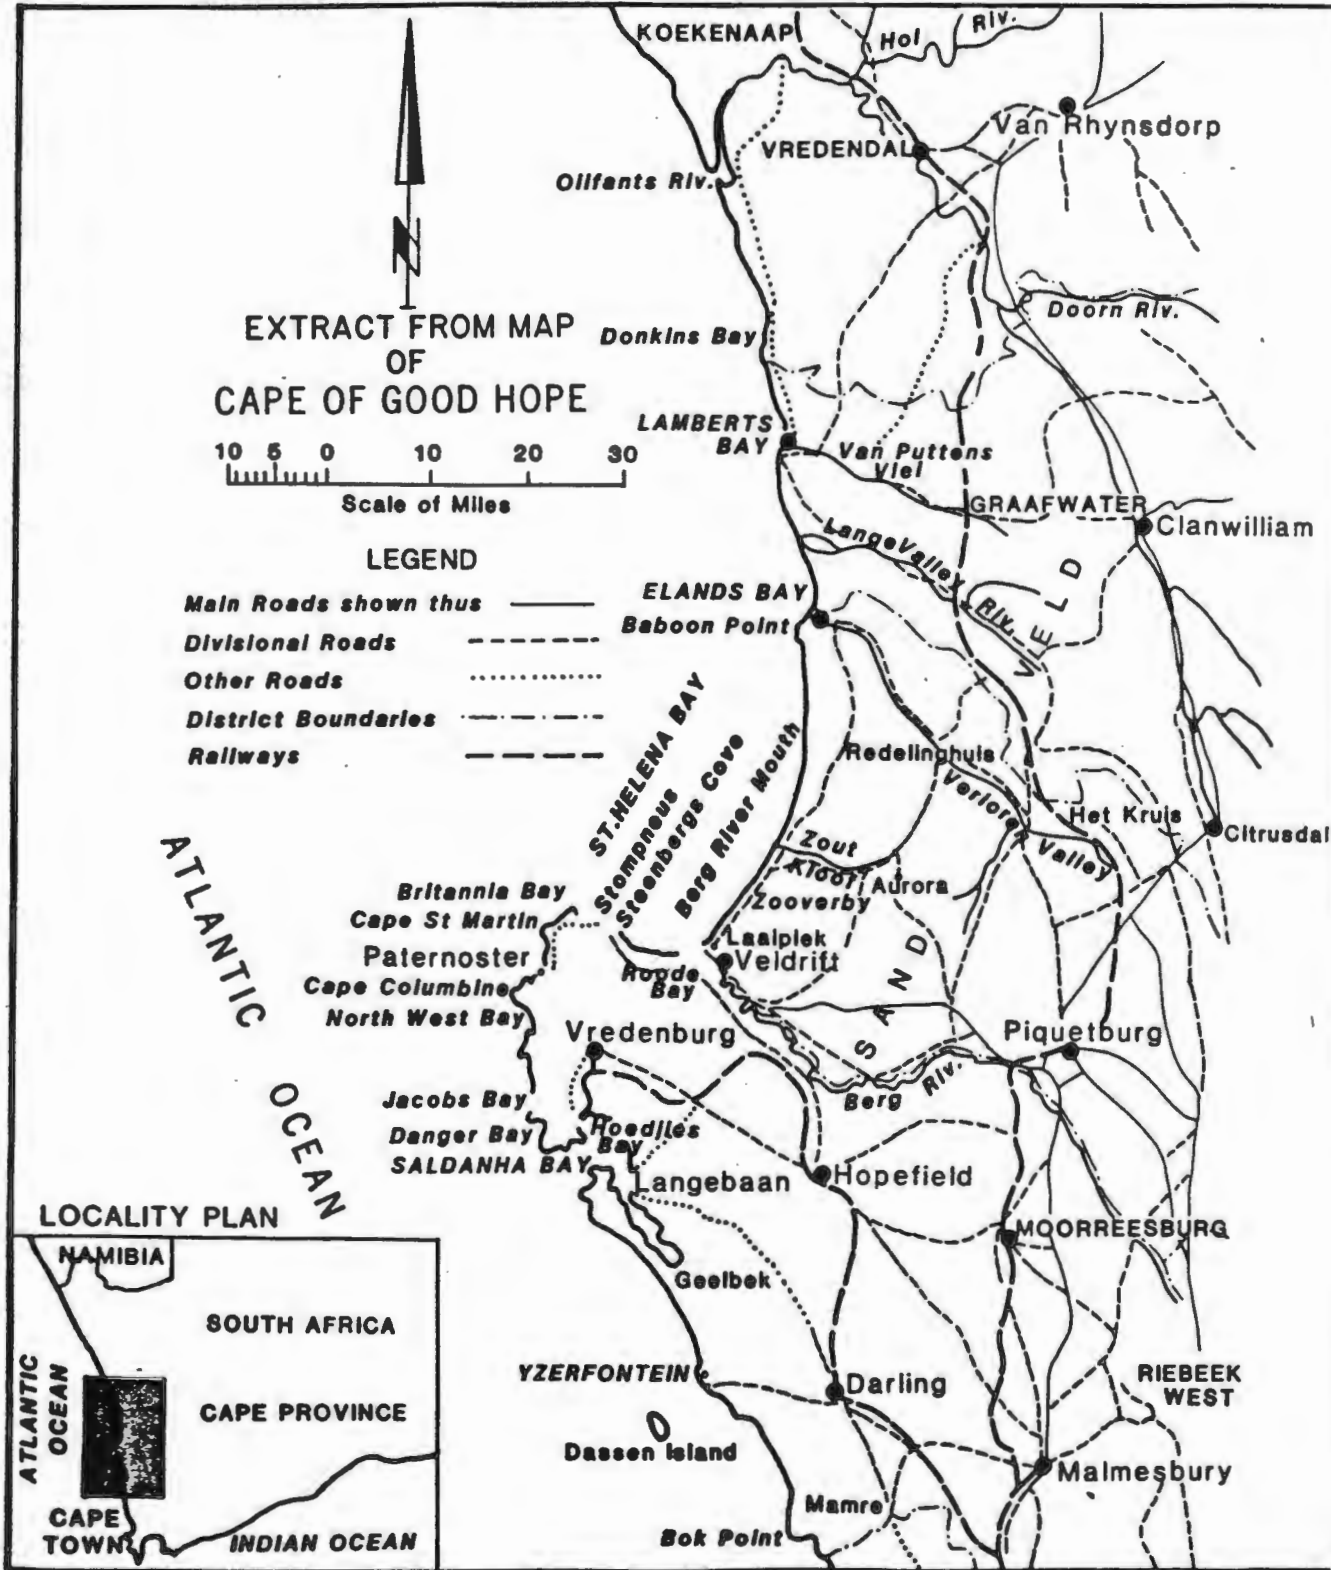 KOEKENAAP
Hol Riv.
Van Rhynsdorp
VREDENDAL
Olifants Riv.
N
EXTRACT FROM MAP
OF
CAPE OF GOOD HOPE
10 5 0 10 20 30
Scale of Miles
Doorn Riv.
Donkins Bay
LAMBERTS
BAY
Van Puttens
Vlei
GRAAFWATER
Clanwilliam
LEGEND
Main Roads shown thus
Divisional Roads
Other Roads
District Boundaries
Railways
Lange Valley
Riv.
ELANDS BAY
Baboon Point
SAND VELD
ST.HELENA BAY
Stompneus
Steenbergs Cove
Berg River Mouth
Redelinghuis
Verlor
Valley
Het Kruis
Citrusdal
Zout
Kloof
Aurora
Zooverby
ATLANTIC
OCEAN
Britannia Bay
Cape St Martin
Paternoster
Cape Columbine
North West Bay
Laaiplek
Veldrift
Roode
Bay
Vredenburg
Piquetburg
Berg Riv.
Jacobs Bay
Danger Bay
Hoedjies
Bay
SALDANHA BAY
Langebaan
Hopefield
MOORREESBURG
Geelbek
YZERFONTEIN
Darling
RIEBEEK
WEST
Dassen Island
Malmesbury
Mamre
Bok Point
LOCALITY PLAN
NAMIBIA
SOUTH AFRICA
ATLANTIC
OCEAN
CAPE PROVINCE
CAPE
TOWN
INDIAN OCEAN